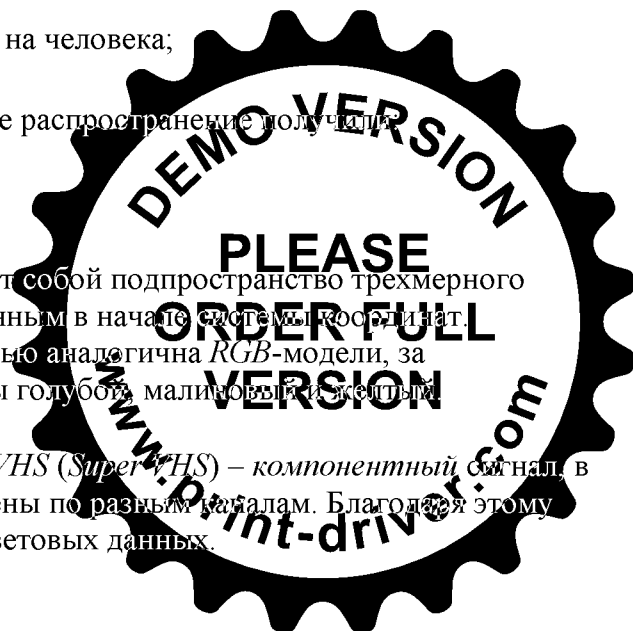 на человека;
е распространение получили:
т собой подпространство трехмерного
нным в начале системы координат.
ью аналогична RGB-модели, за
ы голубой, малиновый и желтый.
VHS (Super VHS) – компонентный сигнал, в
ены по разным каналам. Благодаря этому
ветовых данных.
DEMO VERSION
PLEASE
ORDER FULL
VERSION
www.print-driver.com